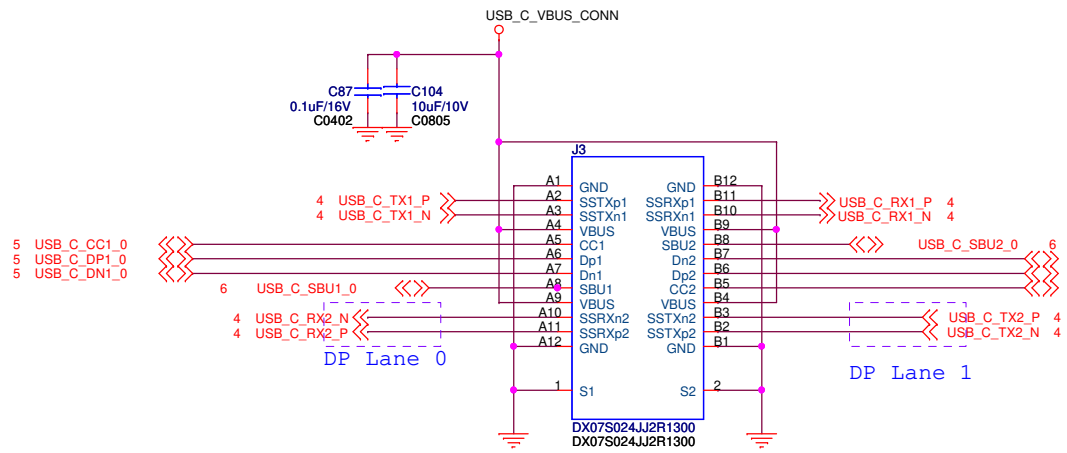 USB_C_VBUS_CONN
C87 C104
0.1uF/16V 10uF/10V
C0402 C0805
J3
A1 GND GND B12
4 USB_C_TX1_P A2 SSTXp1 SSRXp1 B11 USB_C_RX1_P 4
4 USB_C_TX1_N A3 SSTXn1 SSRXn1 B10 USB_C_RX1_N 4
A4 VBUS VBUS B9
5 USB_C_CC1_0 A5 CC1 SBU2 B8 USB_C_SBU2_0 6
5 USB_C_DP1_0 A6 Dp1 Dn2 B7
5 USB_C_DN1_0 A7 Dn1 Dp2 B6
6 USB_C_SBU1_0 A8 SBU1 CC2 B5
A9 VBUS VBUS B4
4 USB_C_RX2_N A10 SSRXn2 SSTXn2 B3 USB_C_TX2_P 4
4 USB_C_RX2_P A11 SSRXp2 SSTXp2 B2 USB_C_TX2_N 4
A12 GND GND B1
DP Lane 0 DP Lane 1
1 S1 S2 2
DX07S024JJ2R1300
DX07S024JJ2R1300